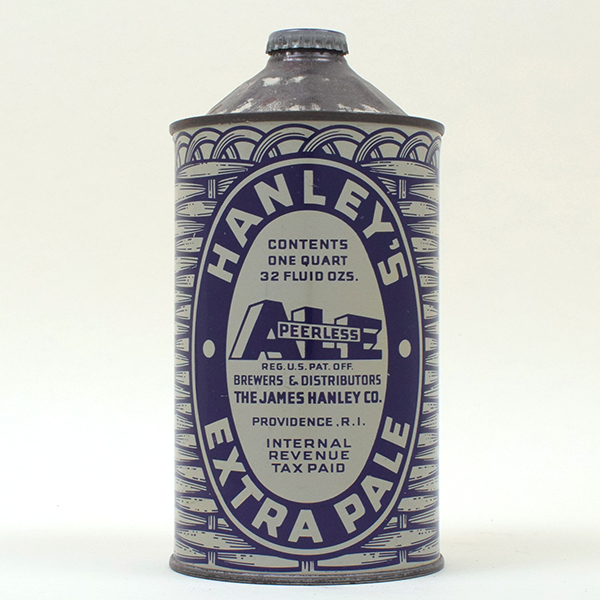 HANLEY'S
CONTENTS
ONE QUART
32 FLUID OZS.
PEERLESS
ALE
REG. U.S. PAT. OFF.
BREWERS & DISTRIBUTORS
THE JAMES HANLEY CO.
PROVIDENCE, R.I.
INTERNAL
REVENUE
TAX PAID
EXTRA PALE